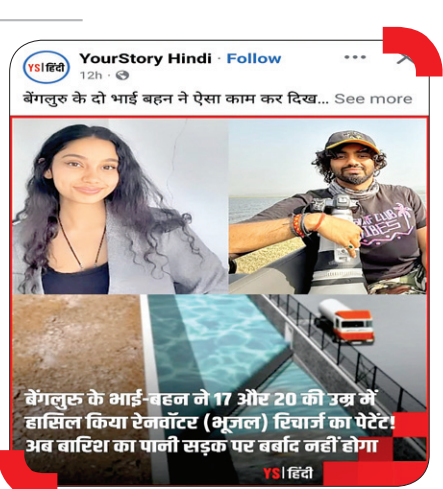 YS हिंदी
YourStory Hindi · Follow
12h ·
बेंगलुरु के दो भाई बहन ने ऐसा काम कर दिख... See more
बेंगलुरु के भाई-बहन ने 17 और 20 की उम्र में
हासिल किया रेनवॉटर (भूजल) रिचार्ज का पेटेंट!
अब बारिश का पानी सड़क पर बर्बाद नहीं होगा
YS हिंदी